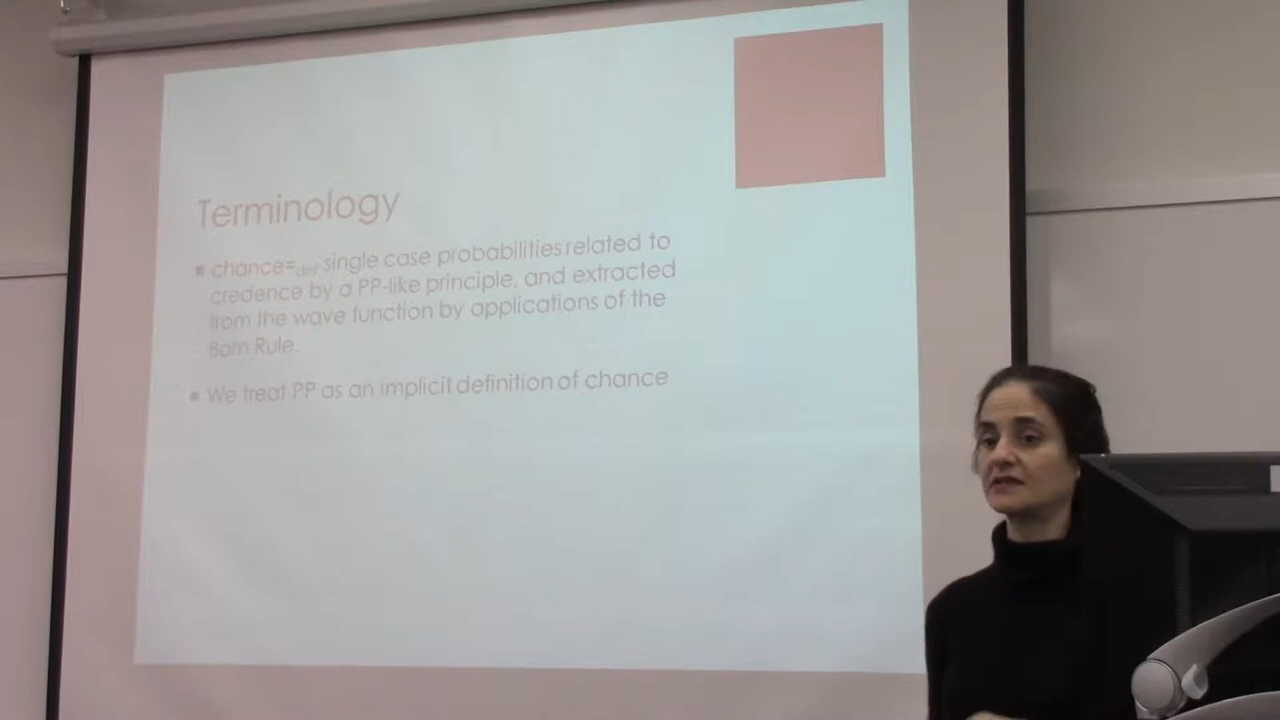 Terminology
▪ chance=def single case probabilities related to
credence by a PP-like principle, and extracted
from the wave function by applications of the
Born Rule.
▪ We treat PP as an implicit definition of chance